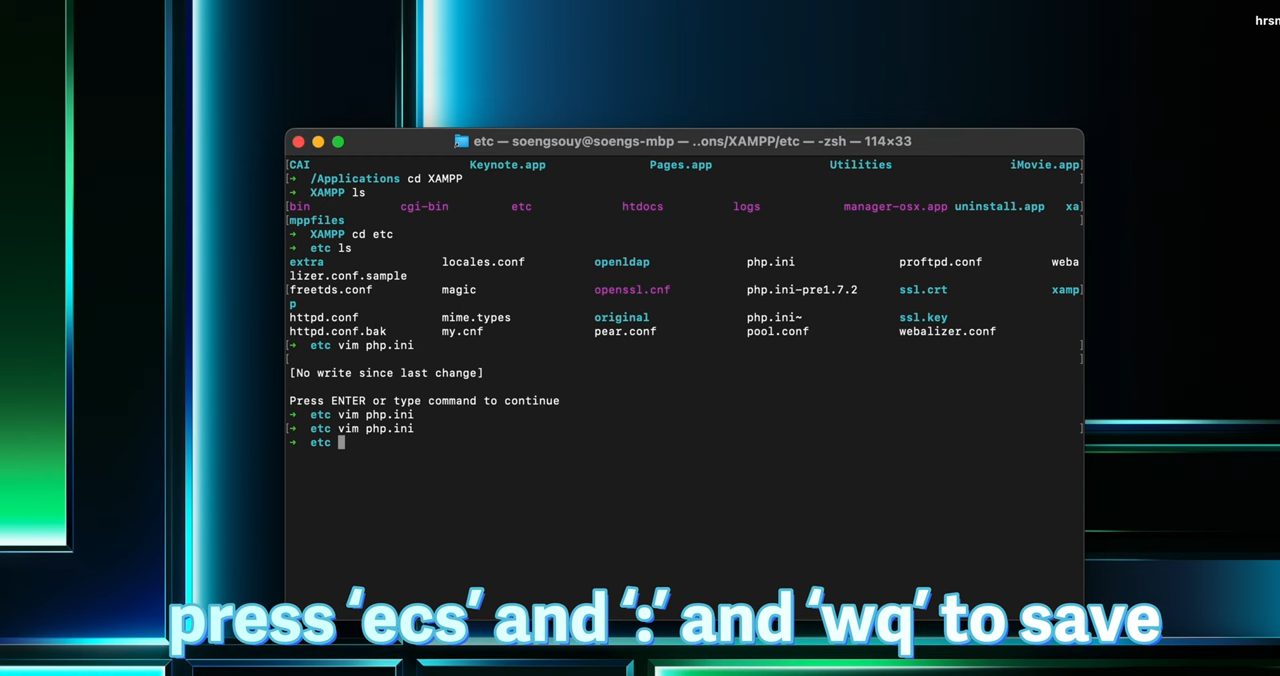 hrsm
etc — soengsouy@soengs-mbp — ..ons/XAMPP/etc — -zsh — 114×33
[CAI Keynote.app Pages.app Utilities iMovie.app]
[→ /Applications cd XAMPP ]
→ XAMPP ls
[bin cgi-bin etc htdocs logs manager-osx.app uninstall.app xa]
mppfiles
→ XAMPP cd etc
→ etc ls
extra locales.conf openldap php.ini proftpd.conf weba
lizer.conf.sample
[freetds.conf magic openssl.cnf php.ini-pre1.7.2 ssl.crt xamp]
p
httpd.conf mime.types original php.ini~ ssl.key
httpd.conf.bak my.cnf pear.conf pool.conf webalizer.conf
[→ etc vim php.ini ]
[ ]
[No write since last change]
Press ENTER or type command to continue
→ etc vim php.ini
[→ etc vim php.ini ]
→ etc
press ‘ecs’ and ‘:’ and ‘wq’ to save